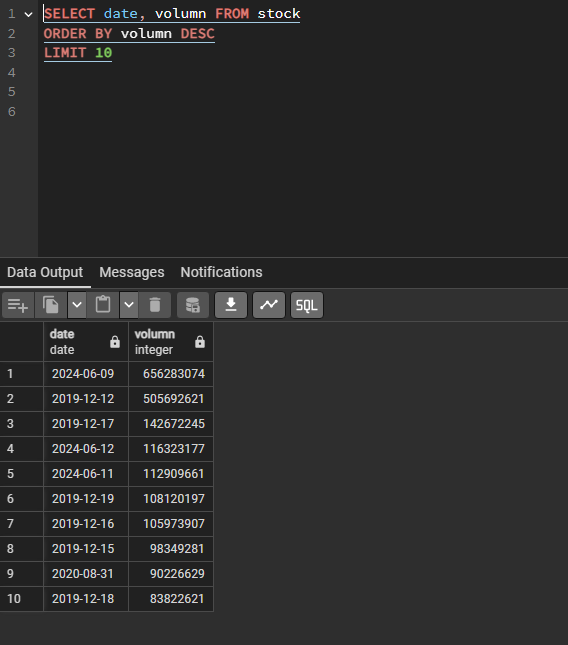 1 SELECT date, volumn FROM stock
2 ORDER BY volumn DESC
3 LIMIT 10
4
5
6
Data Output Messages Notifications
SQL
date volumn
date integer
1 2024-06-09 656283074
2 2019-12-12 505692621
3 2019-12-17 142672245
4 2024-06-12 116323177
5 2024-06-11 112909661
6 2019-12-19 108120197
7 2019-12-16 105973907
8 2019-12-15 98349281
9 2020-08-31 90226629
10 2019-12-18 83822621